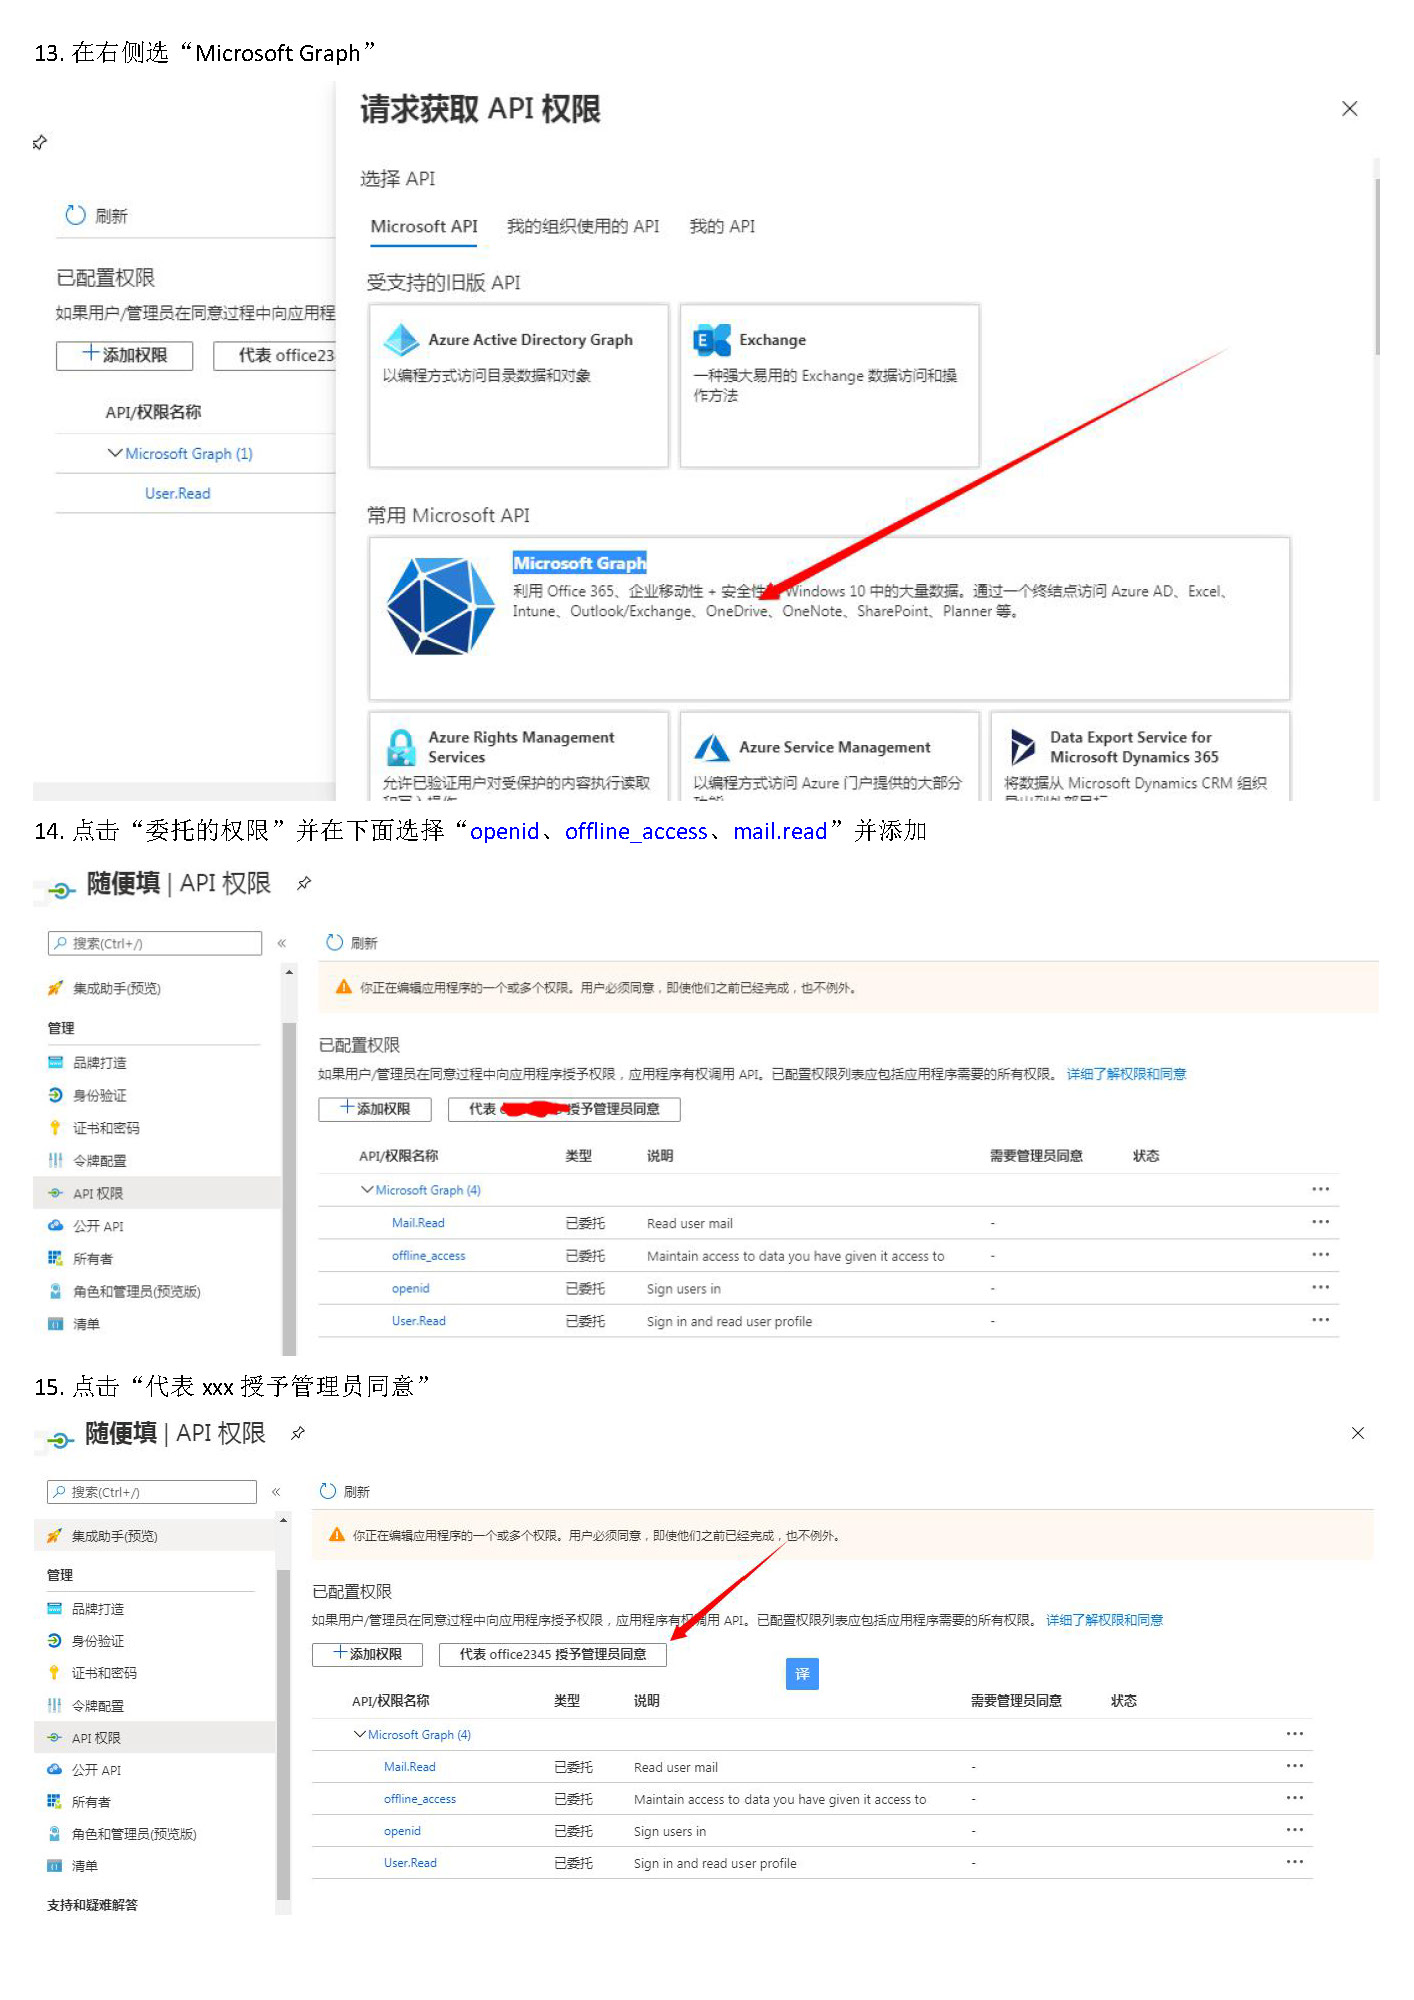 13. 在右侧选“Microsoft Graph”
请求获取 API 权限
选择 API
刷新
Microsoft API 我的组织使用的 API 我的 API
已配置权限
受支持的旧版 API
如果用户/管理员在同意过程中向应用程
添加权限 代表 office23
Azure Active Directory Graph
以编程方式访问目录数据和对象
Exchange
一种强大易用的 Exchange 数据访问和操
作方法
API/权限名称
Microsoft Graph (1)
User.Read
常用 Microsoft API
Microsoft Graph
利用 Office 365、企业移动性 + 安全性 Windows 10 中的大量数据。通过一个终结点访问 Azure AD、Excel、
Intune、Outlook/Exchange、OneDrive、OneNote、SharePoint、Planner 等。
Azure Rights Management
Services
允许已验证用户对受保护的内容执行读取
Azure Service Management
以编程方式访问 Azure 门户提供的大部分
Data Export Service for
Microsoft Dynamics 365
将数据从 Microsoft Dynamics CRM 组织
14. 点击“委托的权限”并在下面选择“openid、offline_access、mail.read”并添加
随便填 | API 权限
搜索(Ctrl+/) «
刷新
集成助手(预览)
你正在编辑应用程序的一个或多个权限。用户必须同意，即使他们之前已经完成，也不例外。
管理
品牌打造
身份验证
证书和密码
令牌配置
API 权限
公开 API
所有者
角色和管理员(预览版)
清单
已配置权限
如果用户/管理员在同意过程中向应用程序授予权限，应用程序有权调用 API。已配置权限列表应包括应用程序需要的所有权限。 详细了解权限和同意
添加权限 代表 授予管理员同意
API/权限名称 类型 说明 需要管理员同意 状态
Microsoft Graph (4) ···
Mail.Read 已委托 Read user mail - ···
offline_access 已委托 Maintain access to data you have given it access to - ···
openid 已委托 Sign users in - ···
User.Read 已委托 Sign in and read user profile - ···
15. 点击“代表 xxx 授予管理员同意”
随便填 | API 权限
搜索(Ctrl+/) «
刷新
集成助手(预览)
你正在编辑应用程序的一个或多个权限。用户必须同意，即使他们之前已经完成，也不例外。
管理
品牌打造
身份验证
证书和密码
令牌配置
API 权限
公开 API
所有者
角色和管理员(预览版)
清单
支持和疑难解答
已配置权限
如果用户/管理员在同意过程中向应用程序授予权限，应用程序有权调用 API。已配置权限列表应包括应用程序需要的所有权限。 详细了解权限和同意
添加权限 代表 office2345 授予管理员同意
译
API/权限名称 类型 说明 需要管理员同意 状态
Microsoft Graph (4) ···
Mail.Read 已委托 Read user mail - ···
offline_access 已委托 Maintain access to data you have given it access to - ···
openid 已委托 Sign users in - ···
User.Read 已委托 Sign in and read user profile - ···